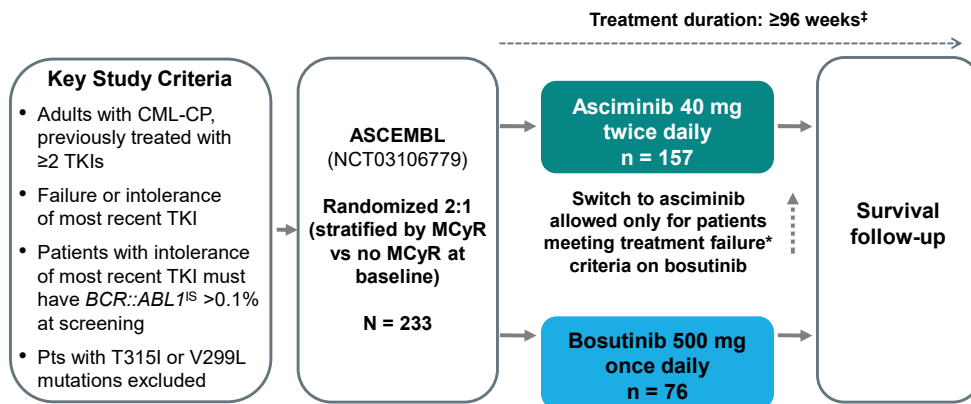 Treatment duration: ≥96 weeks‡
Key Study Criteria
• Adults with CML-CP,
previously treated with
≥2 TKIs
• Failure or intolerance
of most recent TKI
• Patients with intolerance
of most recent TKI must
have BCR::ABL1ᴵˢ >0.1%
at screening
• Pts with T315I or V299L
mutations excluded
ASCEMBL
(NCT03106779)
Randomized 2:1
(stratified by MCyR
vs no MCyR at
baseline)
N = 233
Asciminib 40 mg
twice daily
n = 157
Switch to asciminib
allowed only for patients
meeting treatment failure*
criteria on bosutinib
Bosutinib 500 mg
once daily
n = 76
Survival
follow-up